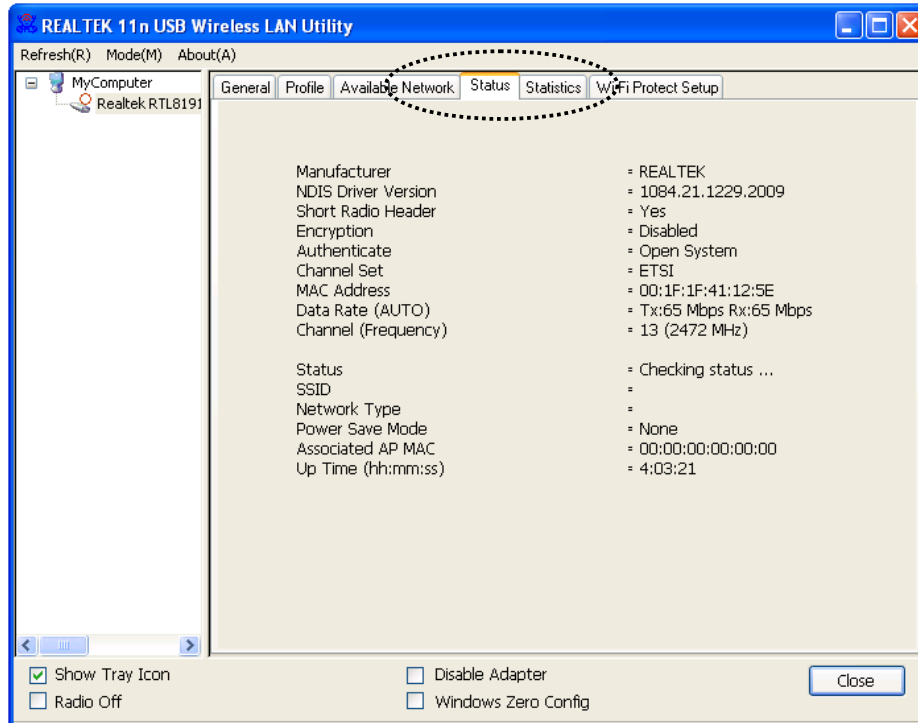 REALTEK 11n USB Wireless LAN Utility
Refresh(R) Mode(M) About(A)
MyComputer
Realtek RTL8191
General Profile Available Network Status Statistics Wi-Fi Protect Setup
Manufacturer = REALTEK
NDIS Driver Version = 1084.21.1229.2009
Short Radio Header = Yes
Encryption = Disabled
Authenticate = Open System
Channel Set = ETSI
MAC Address = 00:1F:1F:41:12:5E
Data Rate (AUTO) = Tx:65 Mbps Rx:65 Mbps
Channel (Frequency) = 13 (2472 MHz)
Status = Checking status ...
SSID =
Network Type =
Power Save Mode = None
Associated AP MAC = 00:00:00:00:00:00
Up Time (hh:mm:ss) = 4:03:21
Show Tray Icon Disable Adapter
Radio Off Windows Zero Config
Close